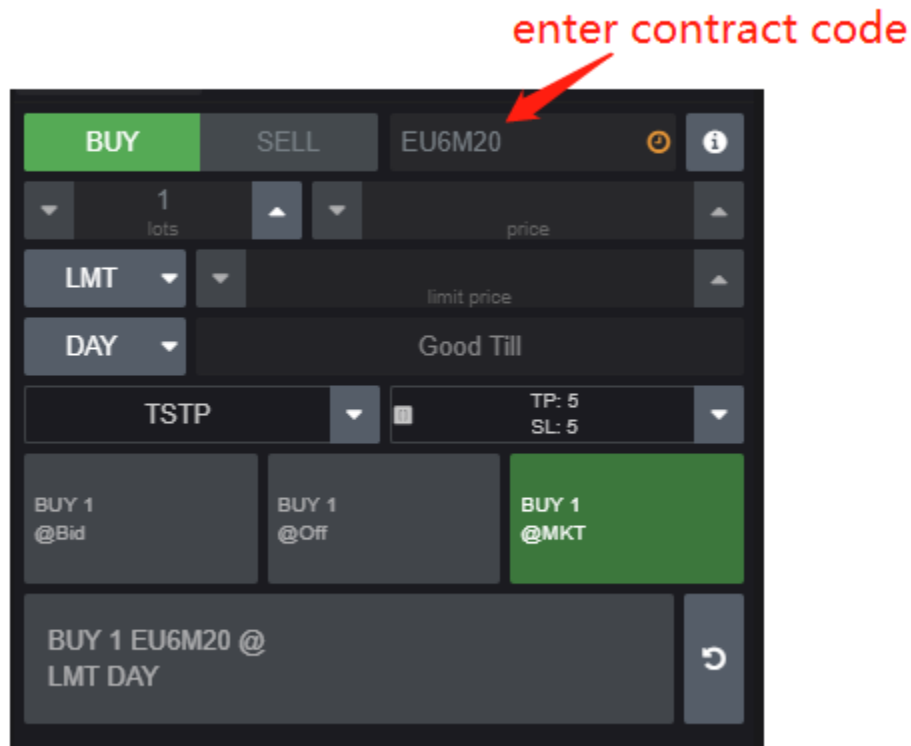 enter contract code
BUY SELL EU6M20
1
lots
price
LMT
limit price
DAY Good Till
TSTP
TP: 5
SL: 5
BUY 1
@Bid
BUY 1
@Off
BUY 1
@MKT
BUY 1 EU6M20 @
LMT DAY